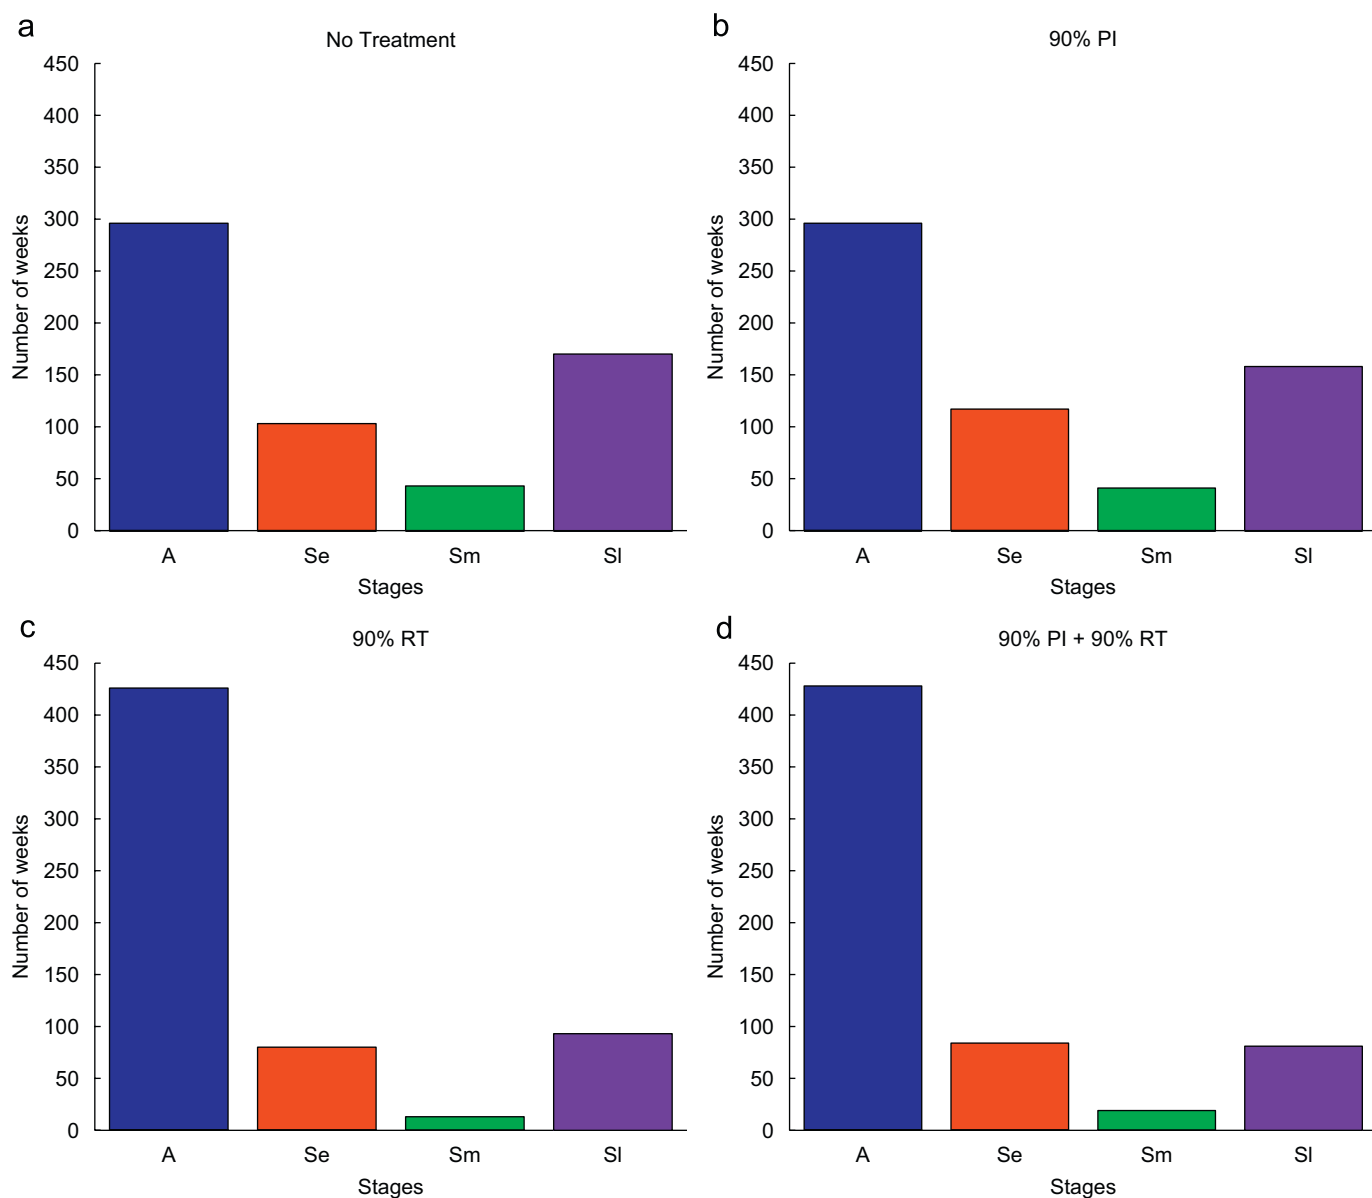 a
No Treatment
450
400
350
300
250
200
150
100
50
0
Number of weeks
A Se Sm Sl
Stages
b
90% PI
450
400
350
300
250
200
150
100
50
0
Number of weeks
A Se Sm Sl
Stages
c
90% RT
450
400
350
300
250
200
150
100
50
0
Number of weeks
A Se Sm Sl
Stages
d
90% PI + 90% RT
450
400
350
300
250
200
150
100
50
0
Number of weeks
A Se Sm Sl
Stages